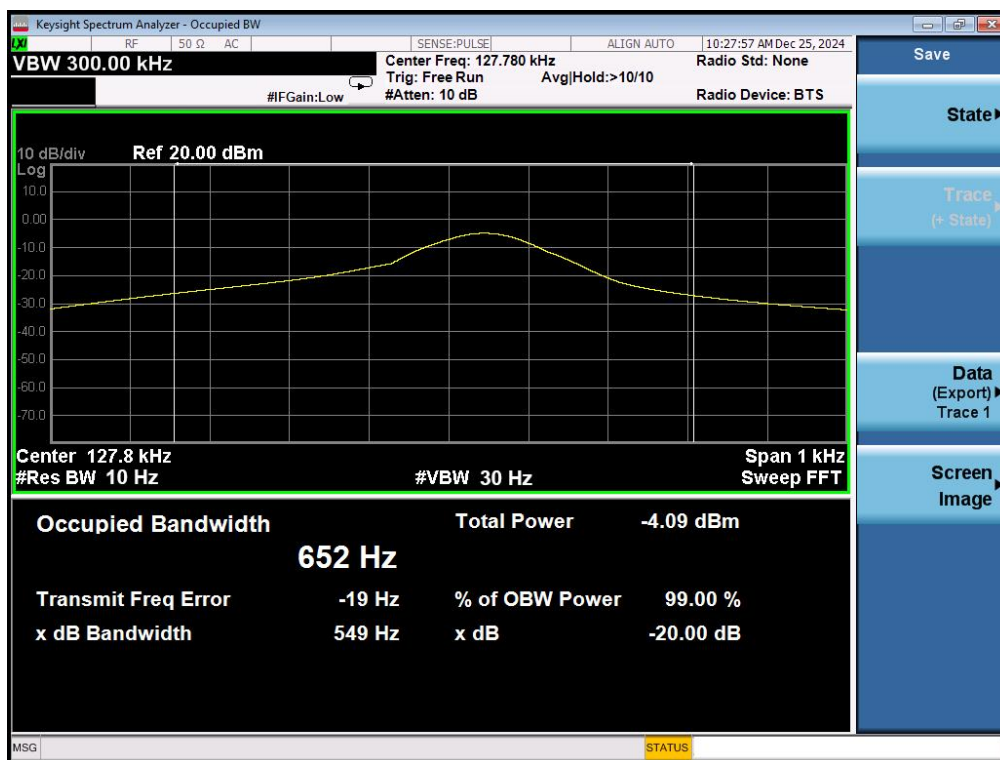 Keysight Spectrum Analyzer - Occupied BW
LXI RF 50 Ω AC SENSE:PULSE ALIGN AUTO 10:27:57 AM Dec 25, 2024
VBW 300.00 kHz
Center Freq: 127.780 kHz
Radio Std: None
Trig: Free Run Avg|Hold:>10/10
#IFGain:Low #Atten: 10 dB Radio Device: BTS
10 dB/div Ref 20.00 dBm
Log
10.0
0.00
-10.0
-20.0
-30.0
-40.0
-50.0
-60.0
-70.0
Center 127.8 kHz Span 1 kHz
#Res BW 10 Hz #VBW 30 Hz Sweep FFT
Occupied Bandwidth Total Power -4.09 dBm
652 Hz
Transmit Freq Error -19 Hz % of OBW Power 99.00 %
x dB Bandwidth 549 Hz x dB -20.00 dB
MSG STATUS
Save
State
Trace
(+ State)
Data
(Export)
Trace 1
Screen
Image